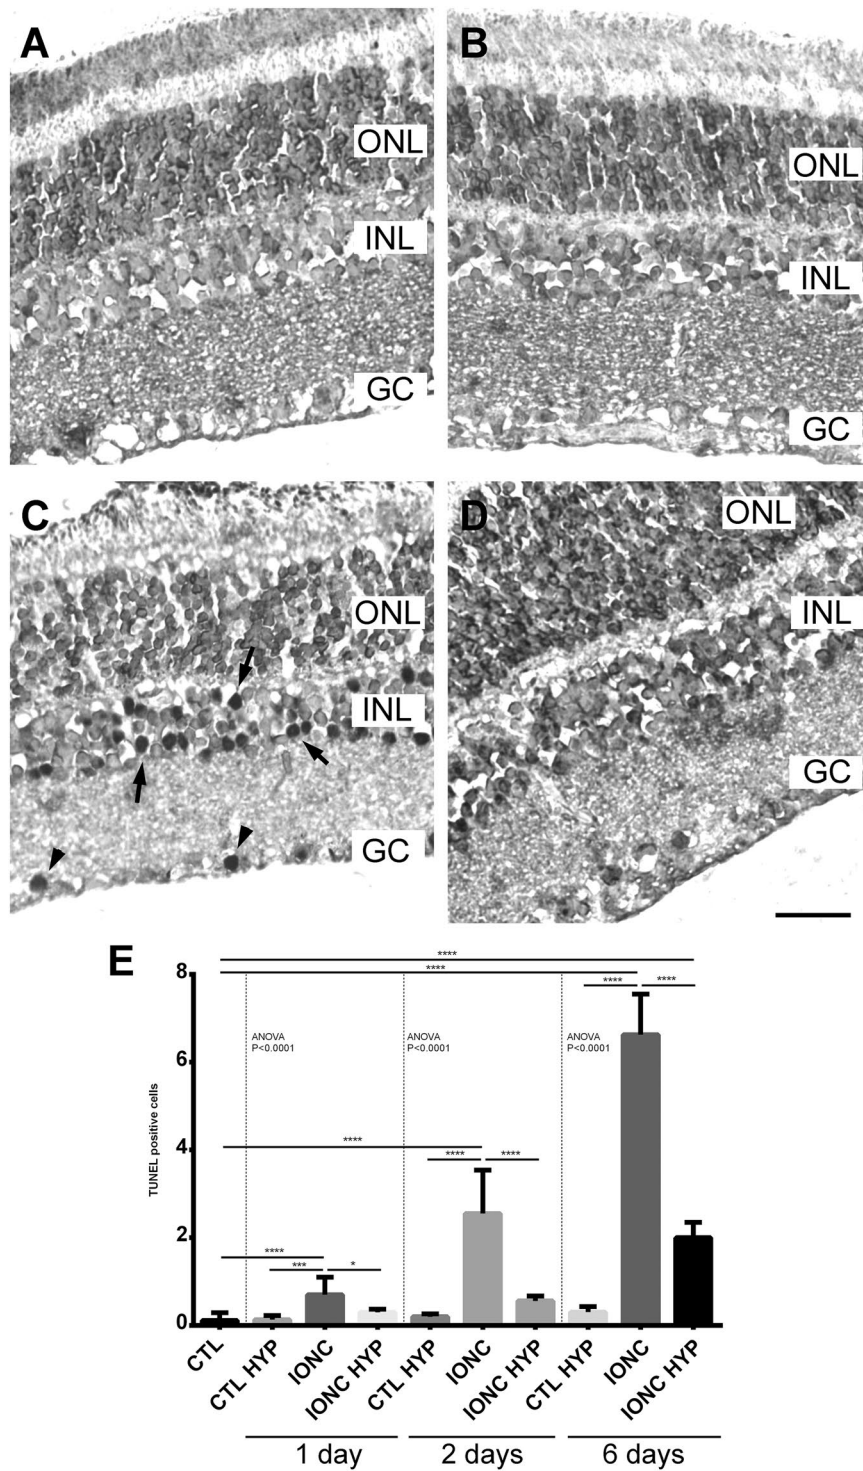 A
ONL
INL
GC
B
ONL
INL
GC
C
ONL
INL
GC
D
ONL
INL
GC
E
****
****
**** ****
ANOVA
P<0.0001
ANOVA
P<0.0001
ANOVA
P<0.0001
****
**** ****
****
*** *
TUNEL positive cells
8
6
4
2
0
CTL
CTL HYP
IONC
IONC HYP
CTL HYP
IONC
IONC HYP
CTL HYP
IONC
IONC HYP
1 day
2 days
6 days